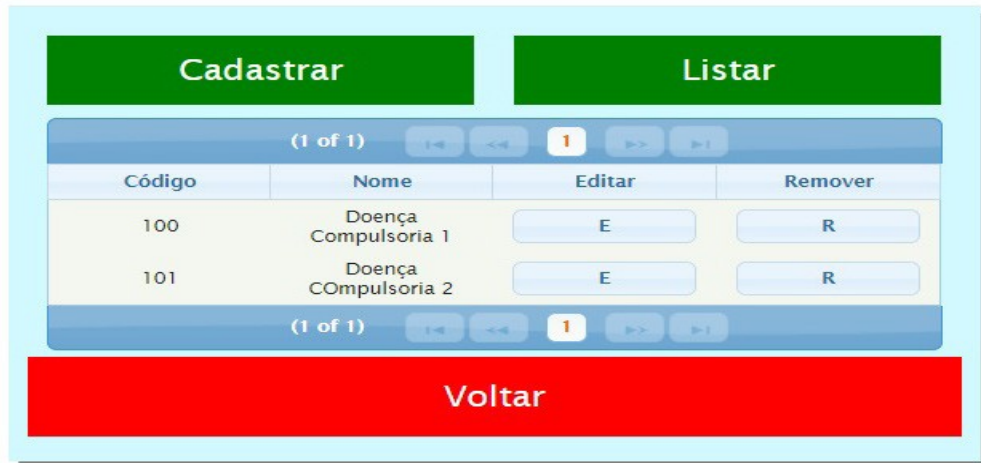 Cadastrar Listar
(1 of 1) 1
Código Nome Editar Remover
100 Doença Compulsoria 1 E R
101 Doença COmpulsoria 2 E R
(1 of 1) 1
Voltar